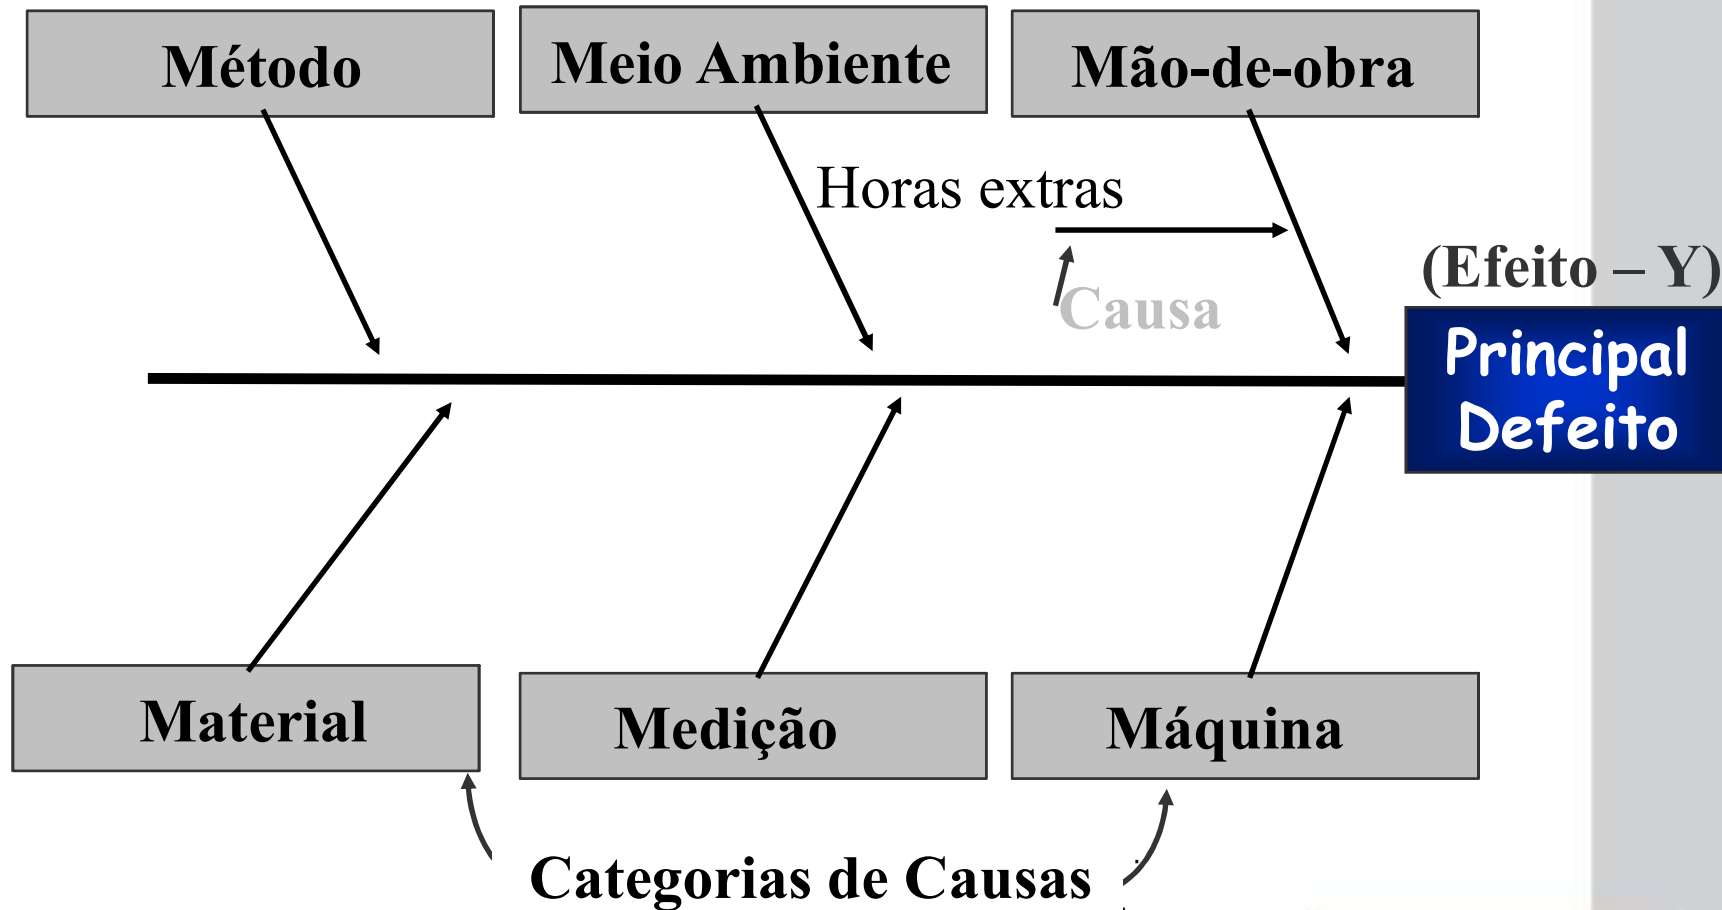 Método
Meio Ambiente
Mão-de-obra
Horas extras
Causa
(Efeito – Y)
Principal
Defeito
Material
Medição
Máquina
Categorias de Causas